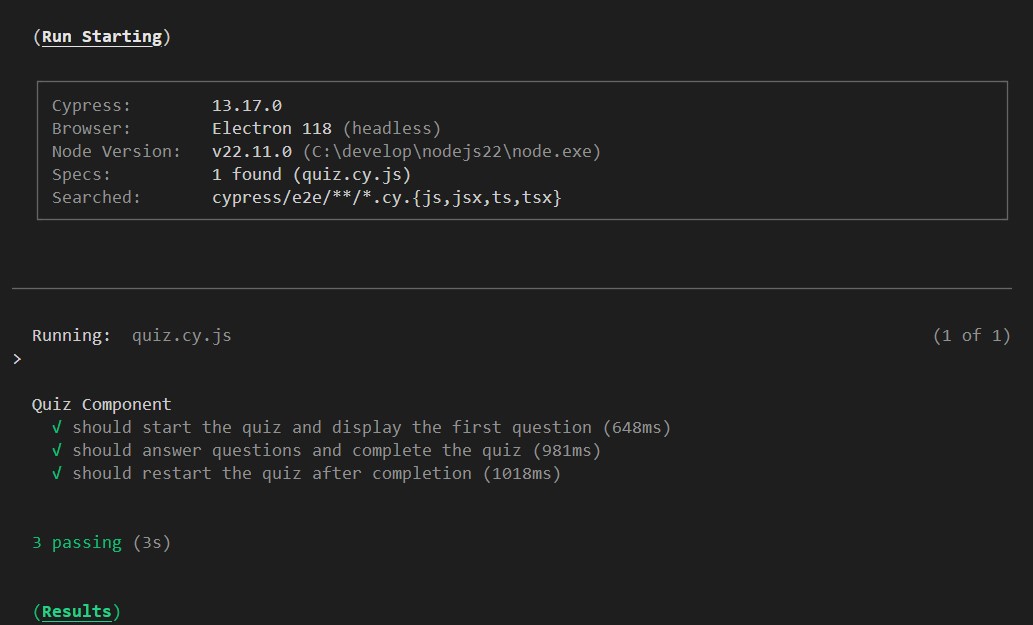 (Run Starting)
Cypress: 13.17.0
Browser: Electron 118 (headless)
Node Version: v22.11.0 (C:\develop\nodejs22\node.exe)
Specs: 1 found (quiz.cy.js)
Searched: cypress/e2e/**/*.cy.{js,jsx,ts,tsx}
Running: quiz.cy.js (1 of 1)
>
Quiz Component
√ should start the quiz and display the first question (648ms)
√ should answer questions and complete the quiz (981ms)
√ should restart the quiz after completion (1018ms)
3 passing (3s)
(Results)